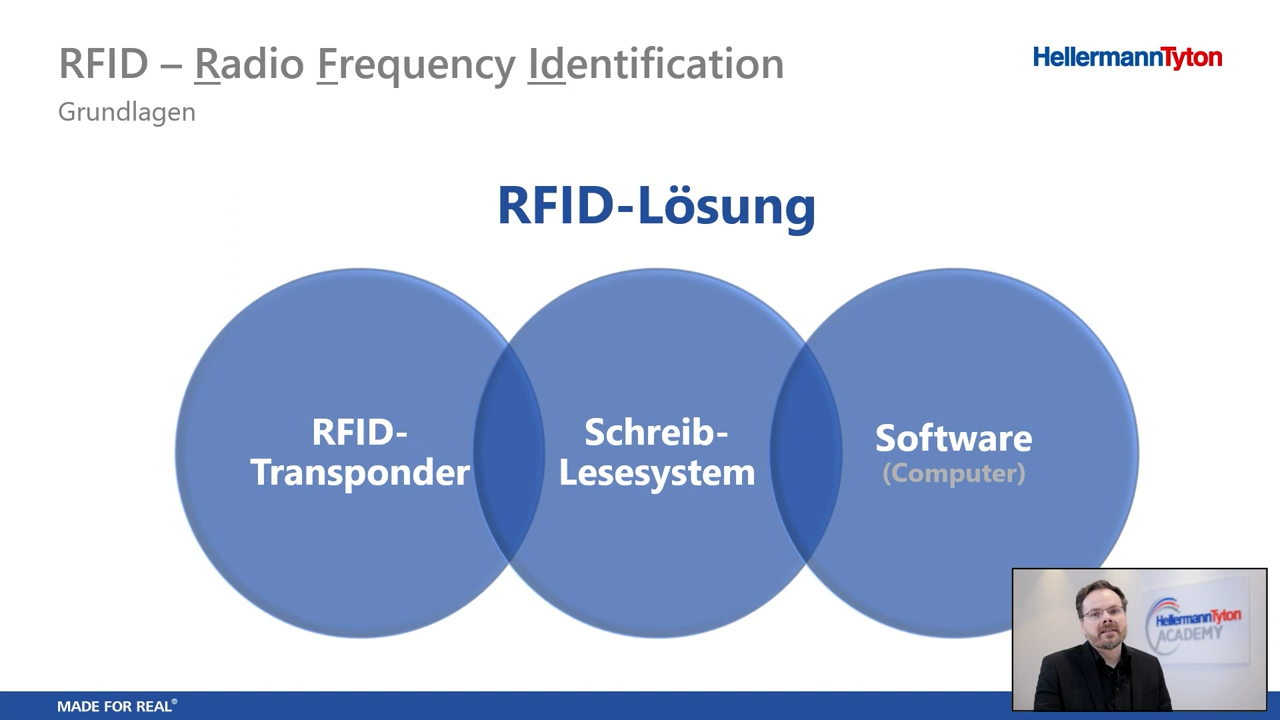 RFID – Radio Frequency Identification
HellermannTyton
Grundlagen
RFID-Lösung
RFID-
Transponder
Schreib-
Lesesystem
Software
(Computer)
HellermannTyton
ACADEMY
MADE FOR REAL®